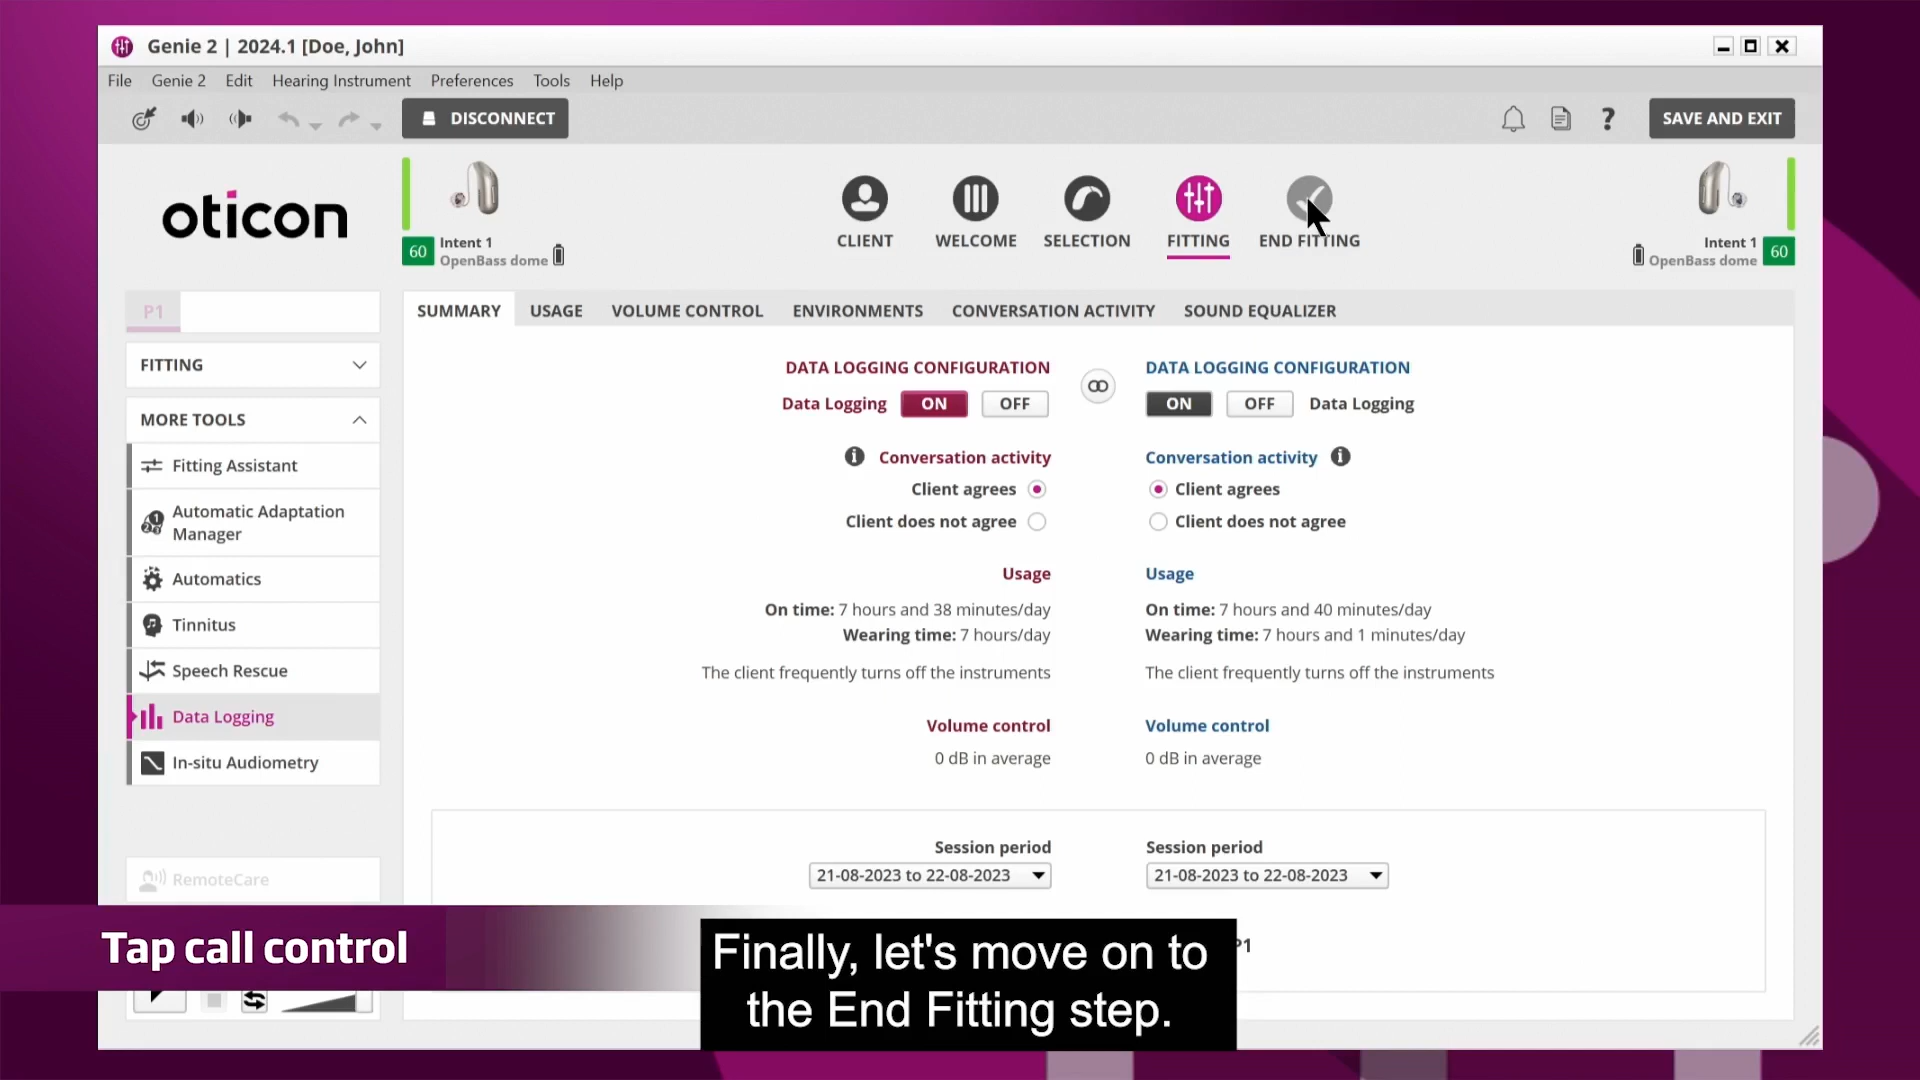 Genie 2 | 2024.1 [Doe, John]
File Genie 2 Edit Hearing Instrument Preferences Tools Help
DISCONNECT
SAVE AND EXIT
oticon
60
Intent 1
OpenBass dome
CLIENT
WELCOME
SELECTION
FITTING
END FITTING
Intent 1
OpenBass dome
60
P1
FITTING
MORE TOOLS
Fitting Assistant
Automatic Adaptation
Manager
Automatics
Tinnitus
Speech Rescue
Data Logging
In-situ Audiometry
RemoteCare
SUMMARY USAGE VOLUME CONTROL ENVIRONMENTS CONVERSATION ACTIVITY SOUND EQUALIZER
DATA LOGGING CONFIGURATION
Data Logging ON OFF
Conversation activity
Client agrees
Client does not agree
Usage
On time: 7 hours and 38 minutes/day
Wearing time: 7 hours/day
The client frequently turns off the instruments
Volume control
0 dB in average
Session period
21-08-2023 to 22-08-2023
DATA LOGGING CONFIGURATION
ON OFF Data Logging
Conversation activity
Client agrees
Client does not agree
Usage
On time: 7 hours and 40 minutes/day
Wearing time: 7 hours and 1 minutes/day
The client frequently turns off the instruments
Volume control
0 dB in average
Session period
21-08-2023 to 22-08-2023
P1
Tap call control
Finally, let's move on to
the End Fitting step.